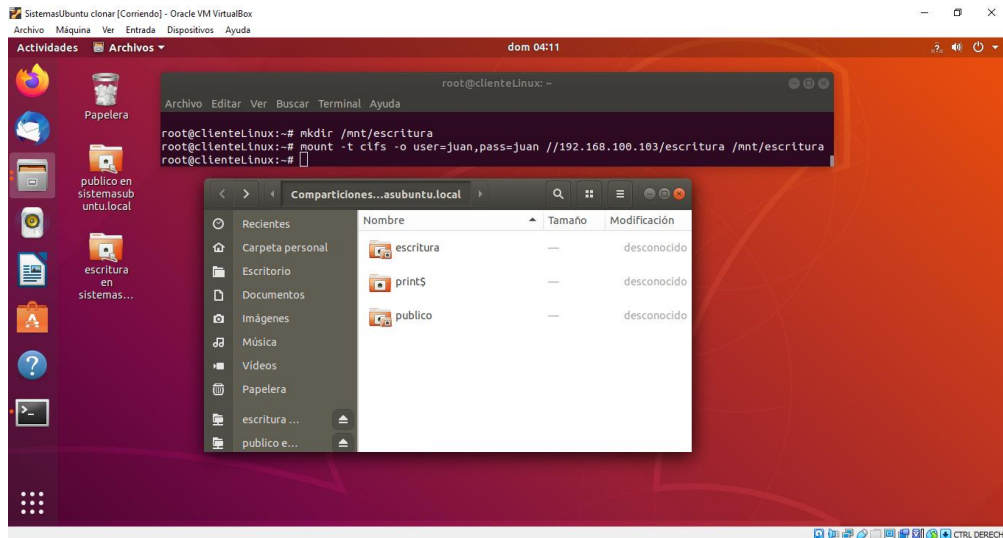 SistemasUbuntu clonar [Corriendo] - Oracle VM VirtualBox
Archivo Máquina Ver Entrada Dispositivos Ayuda
Actividades Archivos dom 04:11
Papelera
publico en
sistemasub
untu.local
escritura
en
sistemas...
root@clienteLinux: ~
Archivo Editar Ver Buscar Terminal Ayuda
root@clienteLinux:~# mkdir /mnt/escritura
root@clienteLinux:~# mount -t cifs -o user=juan,pass=juan //192.168.100.103/escritura /mnt/escritura
root@clienteLinux:~#
Comparticiones...asubuntu.local
Recientes
Carpeta personal
Escritorio
Documentos
Imágenes
Música
Vídeos
Papelera
escritura ...
publico e...
Nombre Tamaño Modificación
escritura — desconocido
print$ — desconocido
publico — desconocido
CTRL DERECH